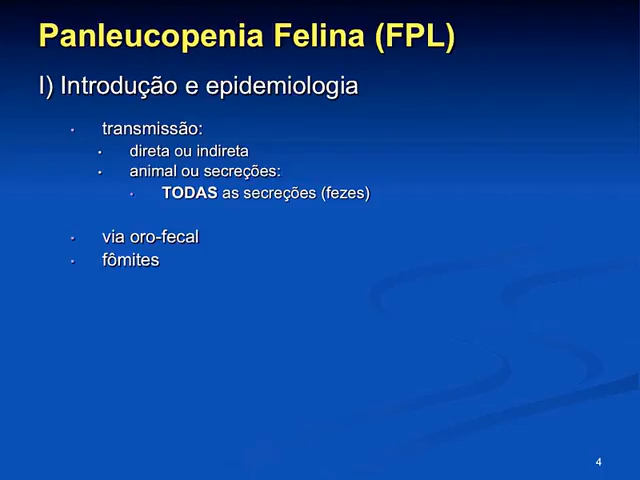 Panleucopenia Felina (FPL)
I) Introdução e epidemiologia
• transmissão:
• direta ou indireta
• animal ou secreções:
• TODAS as secreções (fezes)
• via oro-fecal
• fômites
4